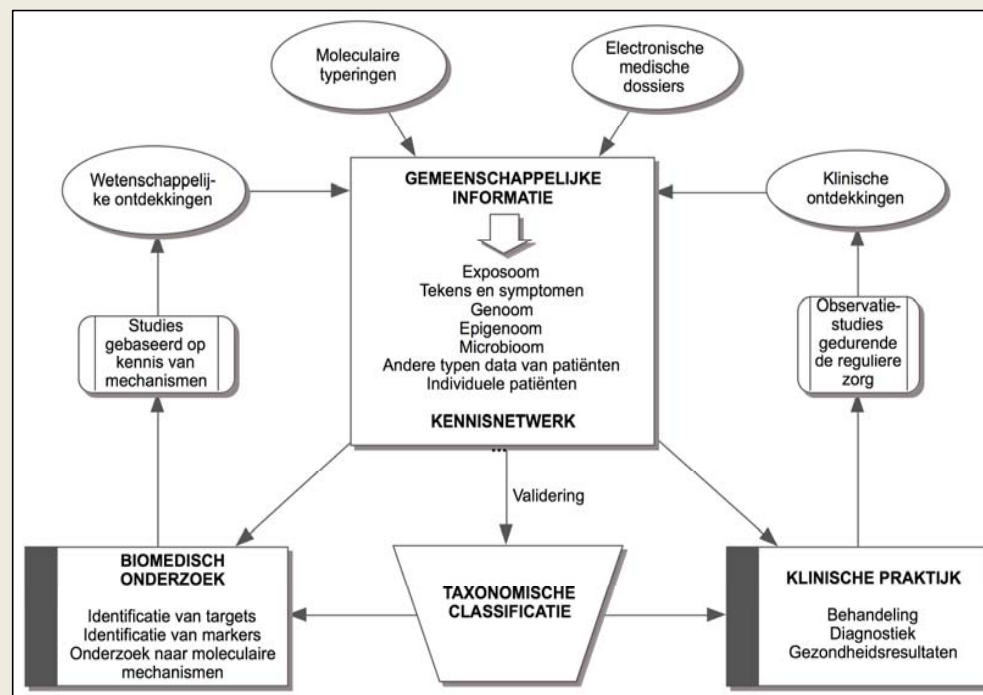 Moleculaire
typeringen
Electronische
medische
dossiers
Wetenschappelij-
ke ontdekkingen
GEMEENSCHAPPELIJKE
INFORMATIE
Exposoom
Tekens en symptomen
Genoom
Epigenoom
Microbioom
Andere typen data van patiënten
Individuele patiënten
KENNISNETWERK
Klinische
ontdekkingen
Studies
gebaseerd op
kennis van
mechanismen
Observatie-
studies
gedurende
de reguliere
zorg
Validering
BIOMEDISCH
ONDERZOEK
Identificatie van targets
Identificatie van markers
Onderzoek naar moleculaire
mechanismen
TAXONOMISCHE
CLASSIFICATIE
KLINISCHE PRAKTIJK
Behandeling
Diagnostiek
Gezondheidsresultaten